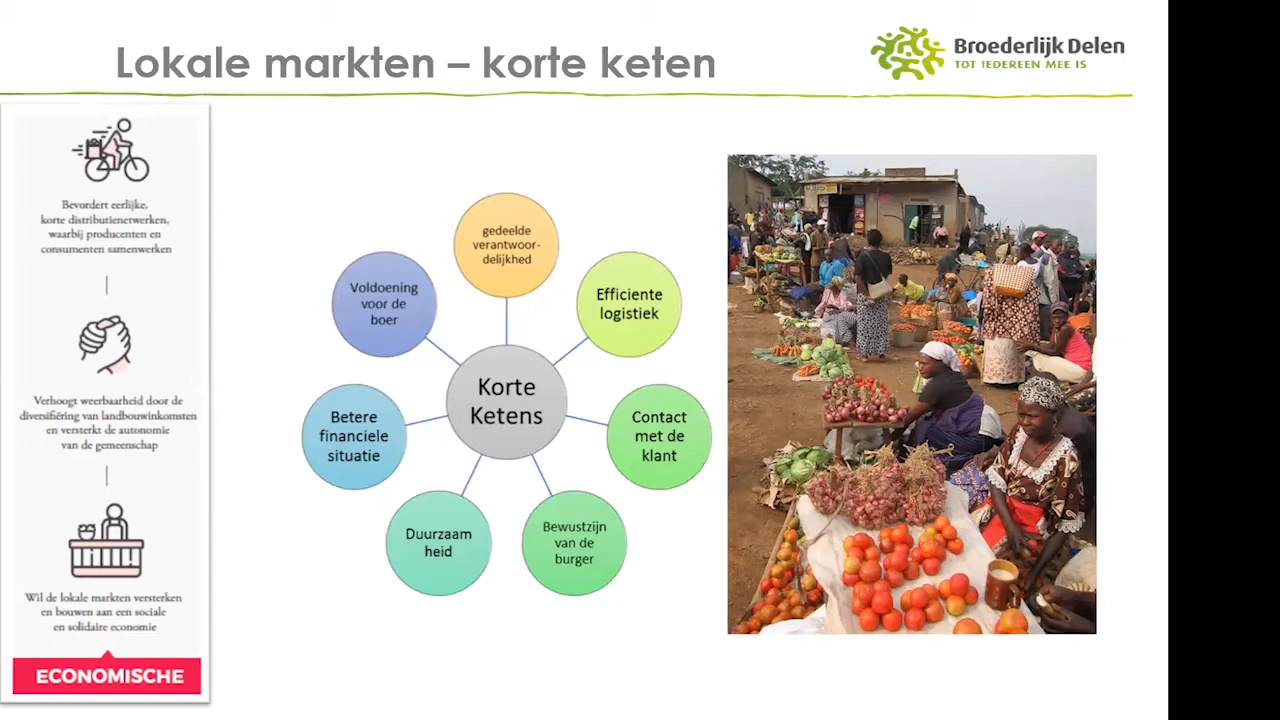 Lokale markten – korte keten
Broederlijk Delen
TOT IEDEREEN MEE IS
Bevordert eerlijke,
korte distributienetwerken,
waarbij producenten en
consumenten samenwerken
Verhoogt weerbaarheid door de
diversifiëring van landbouwinkomsten
en versterkt de autonomie
van de gemeenschap
Wil de lokale markten versterken
en bouwen aan een sociale
en solidaire economie
ECONOMISCHE
gedeelde
verantwoor-
delijkheid
Efficiente
logistiek
Contact
met de
klant
Bewustzijn
van de
burger
Duurzaam
heid
Betere
financiele
situatie
Voldoening
voor de
boer
Korte
Ketens